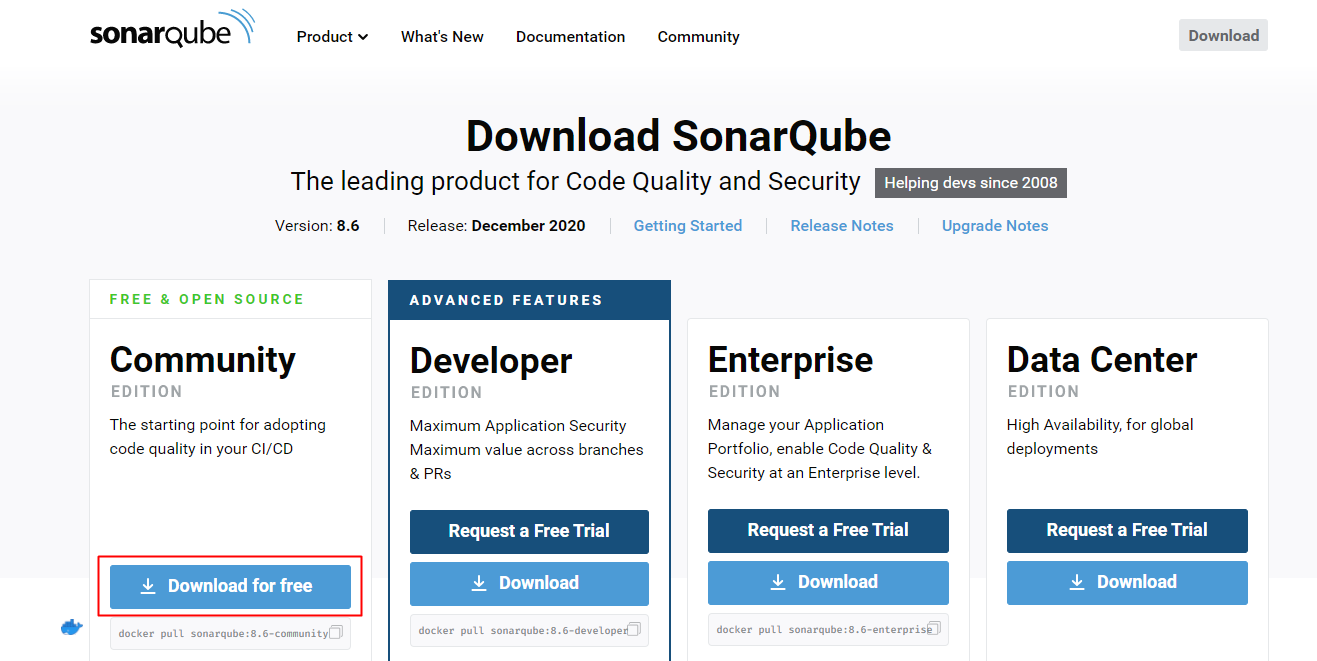 sonarqube
Product
What's New
Documentation
Community
Download
Download SonarQube
The leading product for Code Quality and Security
Helping devs since 2008
Version: 8.6
Release: December 2020
Getting Started
Release Notes
Upgrade Notes
FREE & OPEN SOURCE
Community
EDITION
The starting point for adopting
code quality in your CI/CD
Download for free
docker pull sonarqube:8.6-community
ADVANCED FEATURES
Developer
EDITION
Maximum Application Security
Maximum value across branches
& PRs
Request a Free Trial
Download
docker pull sonarqube:8.6-developer
Enterprise
EDITION
Manage your Application
Portfolio, enable Code Quality &
Security at an Enterprise level.
Request a Free Trial
Download
docker pull sonarqube:8.6-enterprise
Data Center
EDITION
High Availability, for global
deployments
Request a Free Trial
Download